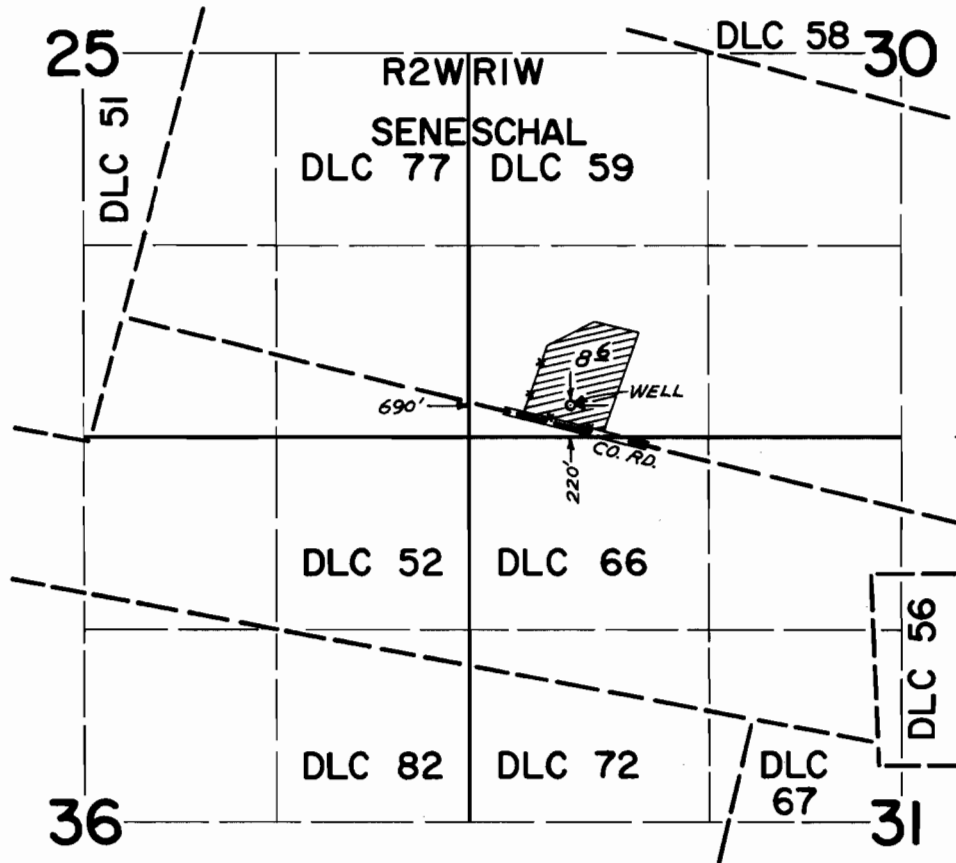 25
30
DLC 58
R2W R1W
DLC 51
SENESCHAL
DLC 77
DLC 59
8.6
WELL
690'
CO. RD.
220'
DLC 52
DLC 66
DLC 56
DLC 82
DLC 72
DLC
67
36
31